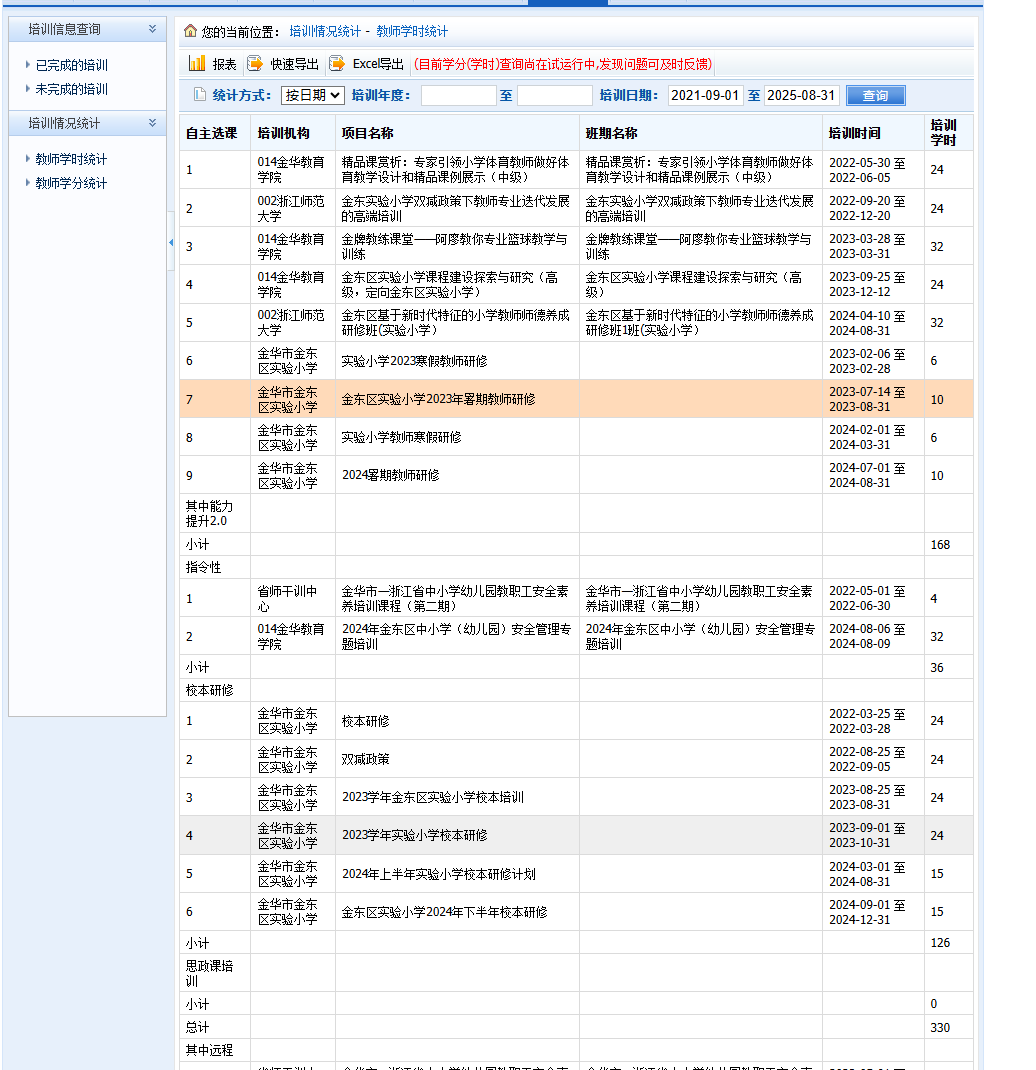 培训信息查询
已完成的培训
未完成的培训
培训情况统计
教师学时统计
教师学分统计
您的当前位置： 培训情况统计 - 教师学时统计
报表 快速导出 Excel导出 (目前学分(学时)查询尚在试运行中,发现问题可及时反馈)
统计方式： 按日期 培训年度： 至 培训日期： 2021-09-01 至 2025-08-31 查询
自主选课 培训机构 项目名称 班期名称 培训时间 培训学时
1 014金华教育学院 精品课赏析：专家引领小学体育教师做好体育教学设计和精品课例展示（中级） 精品课赏析：专家引领小学体育教师做好体育教学设计和精品课例展示（中级） 2022-05-30 至 2022-06-05 24
2 002浙江师范大学 金东实验小学双减政策下教师专业迭代发展的高端培训 金东实验小学双减政策下教师专业迭代发展的高端培训 2022-09-20 至 2022-12-20 24
3 014金华教育学院 金牌教练课堂——阿廖教你专业篮球教学与训练 金牌教练课堂——阿廖教你专业篮球教学与训练 2023-03-28 至 2023-03-31 32
4 014金华教育学院 金东区实验小学课程建设探索与研究（高级，定向金东区实验小学） 金东区实验小学课程建设探索与研究（高级） 2023-09-25 至 2023-12-12 24
5 002浙江师范大学 金东区基于新时代特征的小学教师师德养成研修班(实验小学） 金东区基于新时代特征的小学教师师德养成研修班1班(实验小学） 2024-04-10 至 2024-08-31 32
6 金华市金东区实验小学 实验小学2023寒假教师研修 2023-02-06 至 2023-02-28 6
7 金华市金东区实验小学 金东区实验小学2023年暑期教师研修 2023-07-14 至 2023-08-31 10
8 金华市金东区实验小学 实验小学教师寒假研修 2024-02-01 至 2024-03-31 6
9 金华市金东区实验小学 2024暑期教师研修 2024-07-01 至 2024-08-31 10
其中能力提升2.0
小计 168
指令性
1 省师干训中心 金华市—浙江省中小学幼儿园教职工安全素养培训课程（第二期） 金华市—浙江省中小学幼儿园教职工安全素养培训课程（第二期） 2022-05-01 至 2022-06-30 4
2 014金华教育学院 2024年金东区中小学（幼儿园）安全管理专题培训 2024年金东区中小学（幼儿园）安全管理专题培训 2024-08-06 至 2024-08-09 32
小计 36
校本研修
1 金华市金东区实验小学 校本研修 2022-03-25 至 2022-03-28 24
2 金华市金东区实验小学 双减政策 2022-08-25 至 2022-09-05 24
3 金华市金东区实验小学 2023学年金东区实验小学校本培训 2023-08-25 至 2023-08-31 24
4 金华市金东区实验小学 2023学年实验小学校本研修 2023-09-01 至 2023-10-31 24
5 金华市金东区实验小学 2024年上半年实验小学校本研修计划 2024-03-01 至 2024-08-31 15
6 金华市金东区实验小学 金东区实验小学2024年下半年校本研修 2024-09-01 至 2024-12-31 15
小计 126
思政课培训
小计 0
总计 330
其中远程